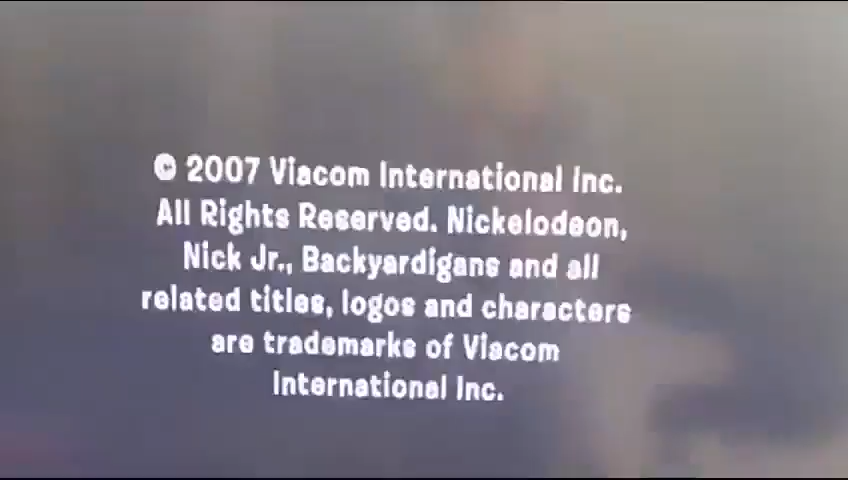 © 2007 Viacom International Inc.
All Rights Reserved. Nickelodeon,
Nick Jr., Backyardigans and all
related titles, logos and characters
are trademarks of Viacom
International Inc.